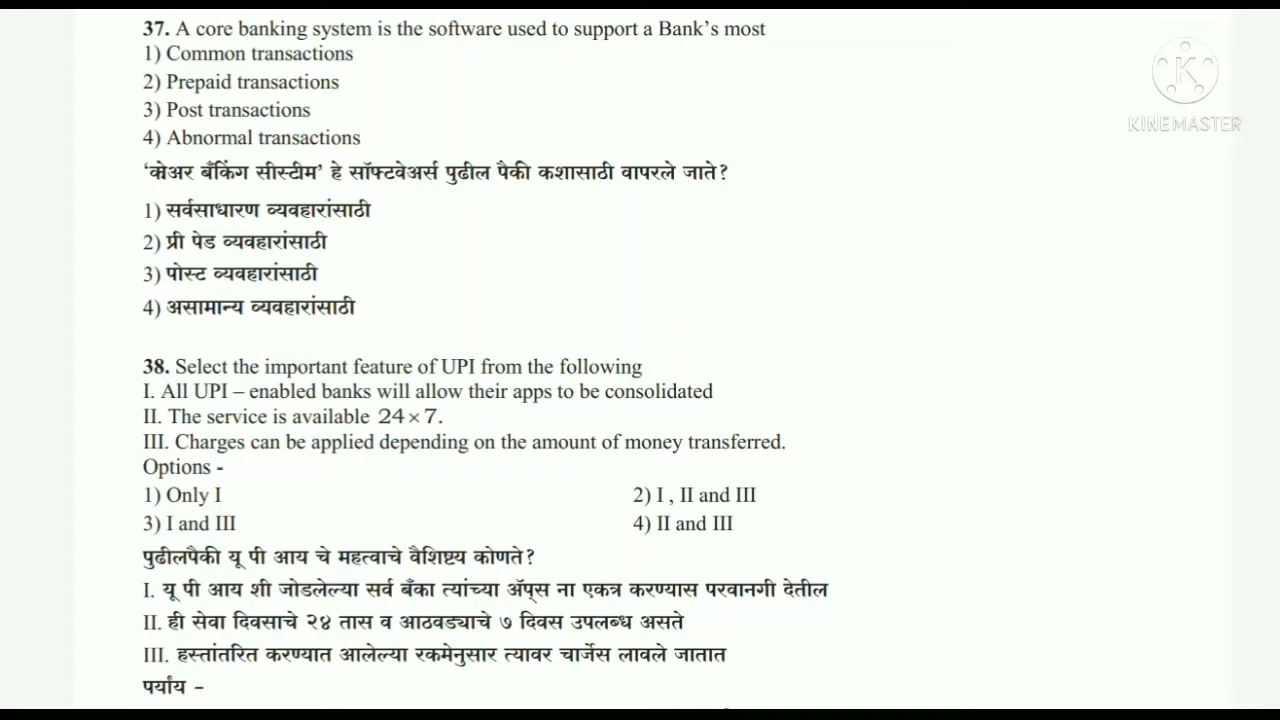 37. A core banking system is the software used to support a Bank's most
1) Common transactions
2) Prepaid transactions
3) Post transactions
4) Abnormal transactions
'कोअर बँकिंग सीस्टीम' हे सॉफ्टवेअर्स पुढील पैकी कशासाठी वापरले जाते?
1) सर्वसाधारण व्यवहारांसाठी
2) प्री पेड व्यवहारांसाठी
3) पोस्ट व्यवहारांसाठी
4) असामान्य व्यवहारांसाठी
38. Select the important feature of UPI from the following
I. All UPI – enabled banks will allow their apps to be consolidated
II. The service is available 24×7.
III. Charges can be applied depending on the amount of money transferred.
Options -
1) Only I 2) I , II and III
3) I and III 4) II and III
पुढीलपैकी यू पी आय चे महत्वाचे वैशिष्ट्य कोणते?
I. यू पी आय शी जोडलेल्या सर्व बँका त्यांच्या ॲप्स ना एकत्र करण्यास परवानगी देतील
II. ही सेवा दिवसाचे २४ तास व आठवड्याचे ७ दिवस उपलब्ध असते
III. हस्तांतरित करण्यात आलेल्या रकमेनुसार त्यावर चार्जेस लावले जातात
पर्याय -
K
KINEMASTER